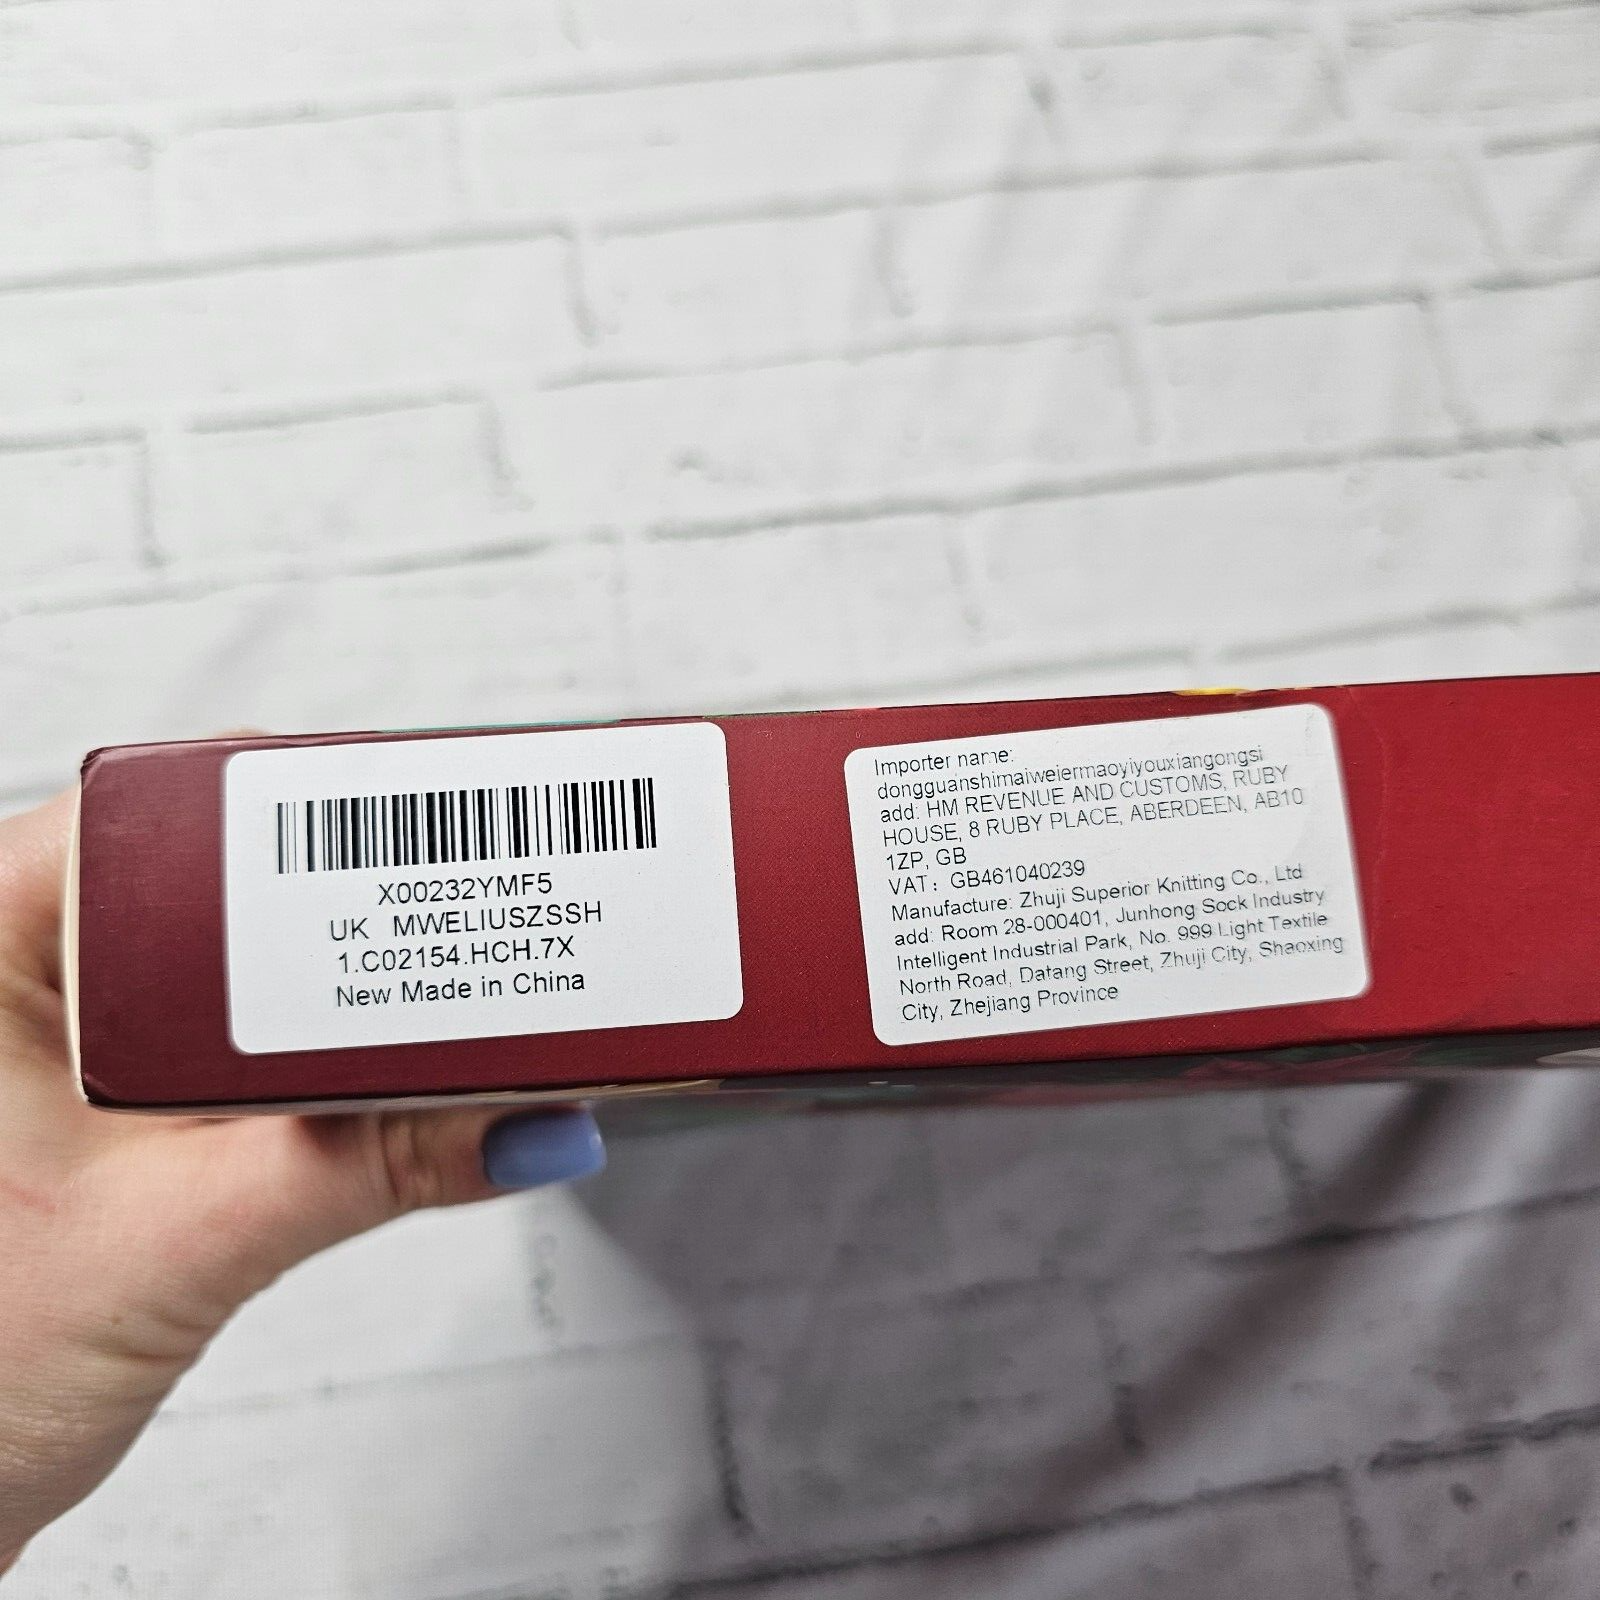 X00232YMF5
UK MWELIUSZSSH
1.C02154.HCH.7X
New Made in China
Importer name:
dongguanshimaiweiermaoyiyouxiangongsi
add: HM REVENUE AND CUSTOMS, RUBY
HOUSE, 8 RUBY PLACE, ABERDEEN, AB10
1ZP, GB
VAT: GB461040239
Manufacture: Zhuji Superior Knitting Co., Ltd
add: Room 28-000401, Junhong Sock Industry
Intelligent Industrial Park, No. 999 Light Textile
North Road, Datang Street, Zhuji City, Shaoxing
City, Zhejiang Province